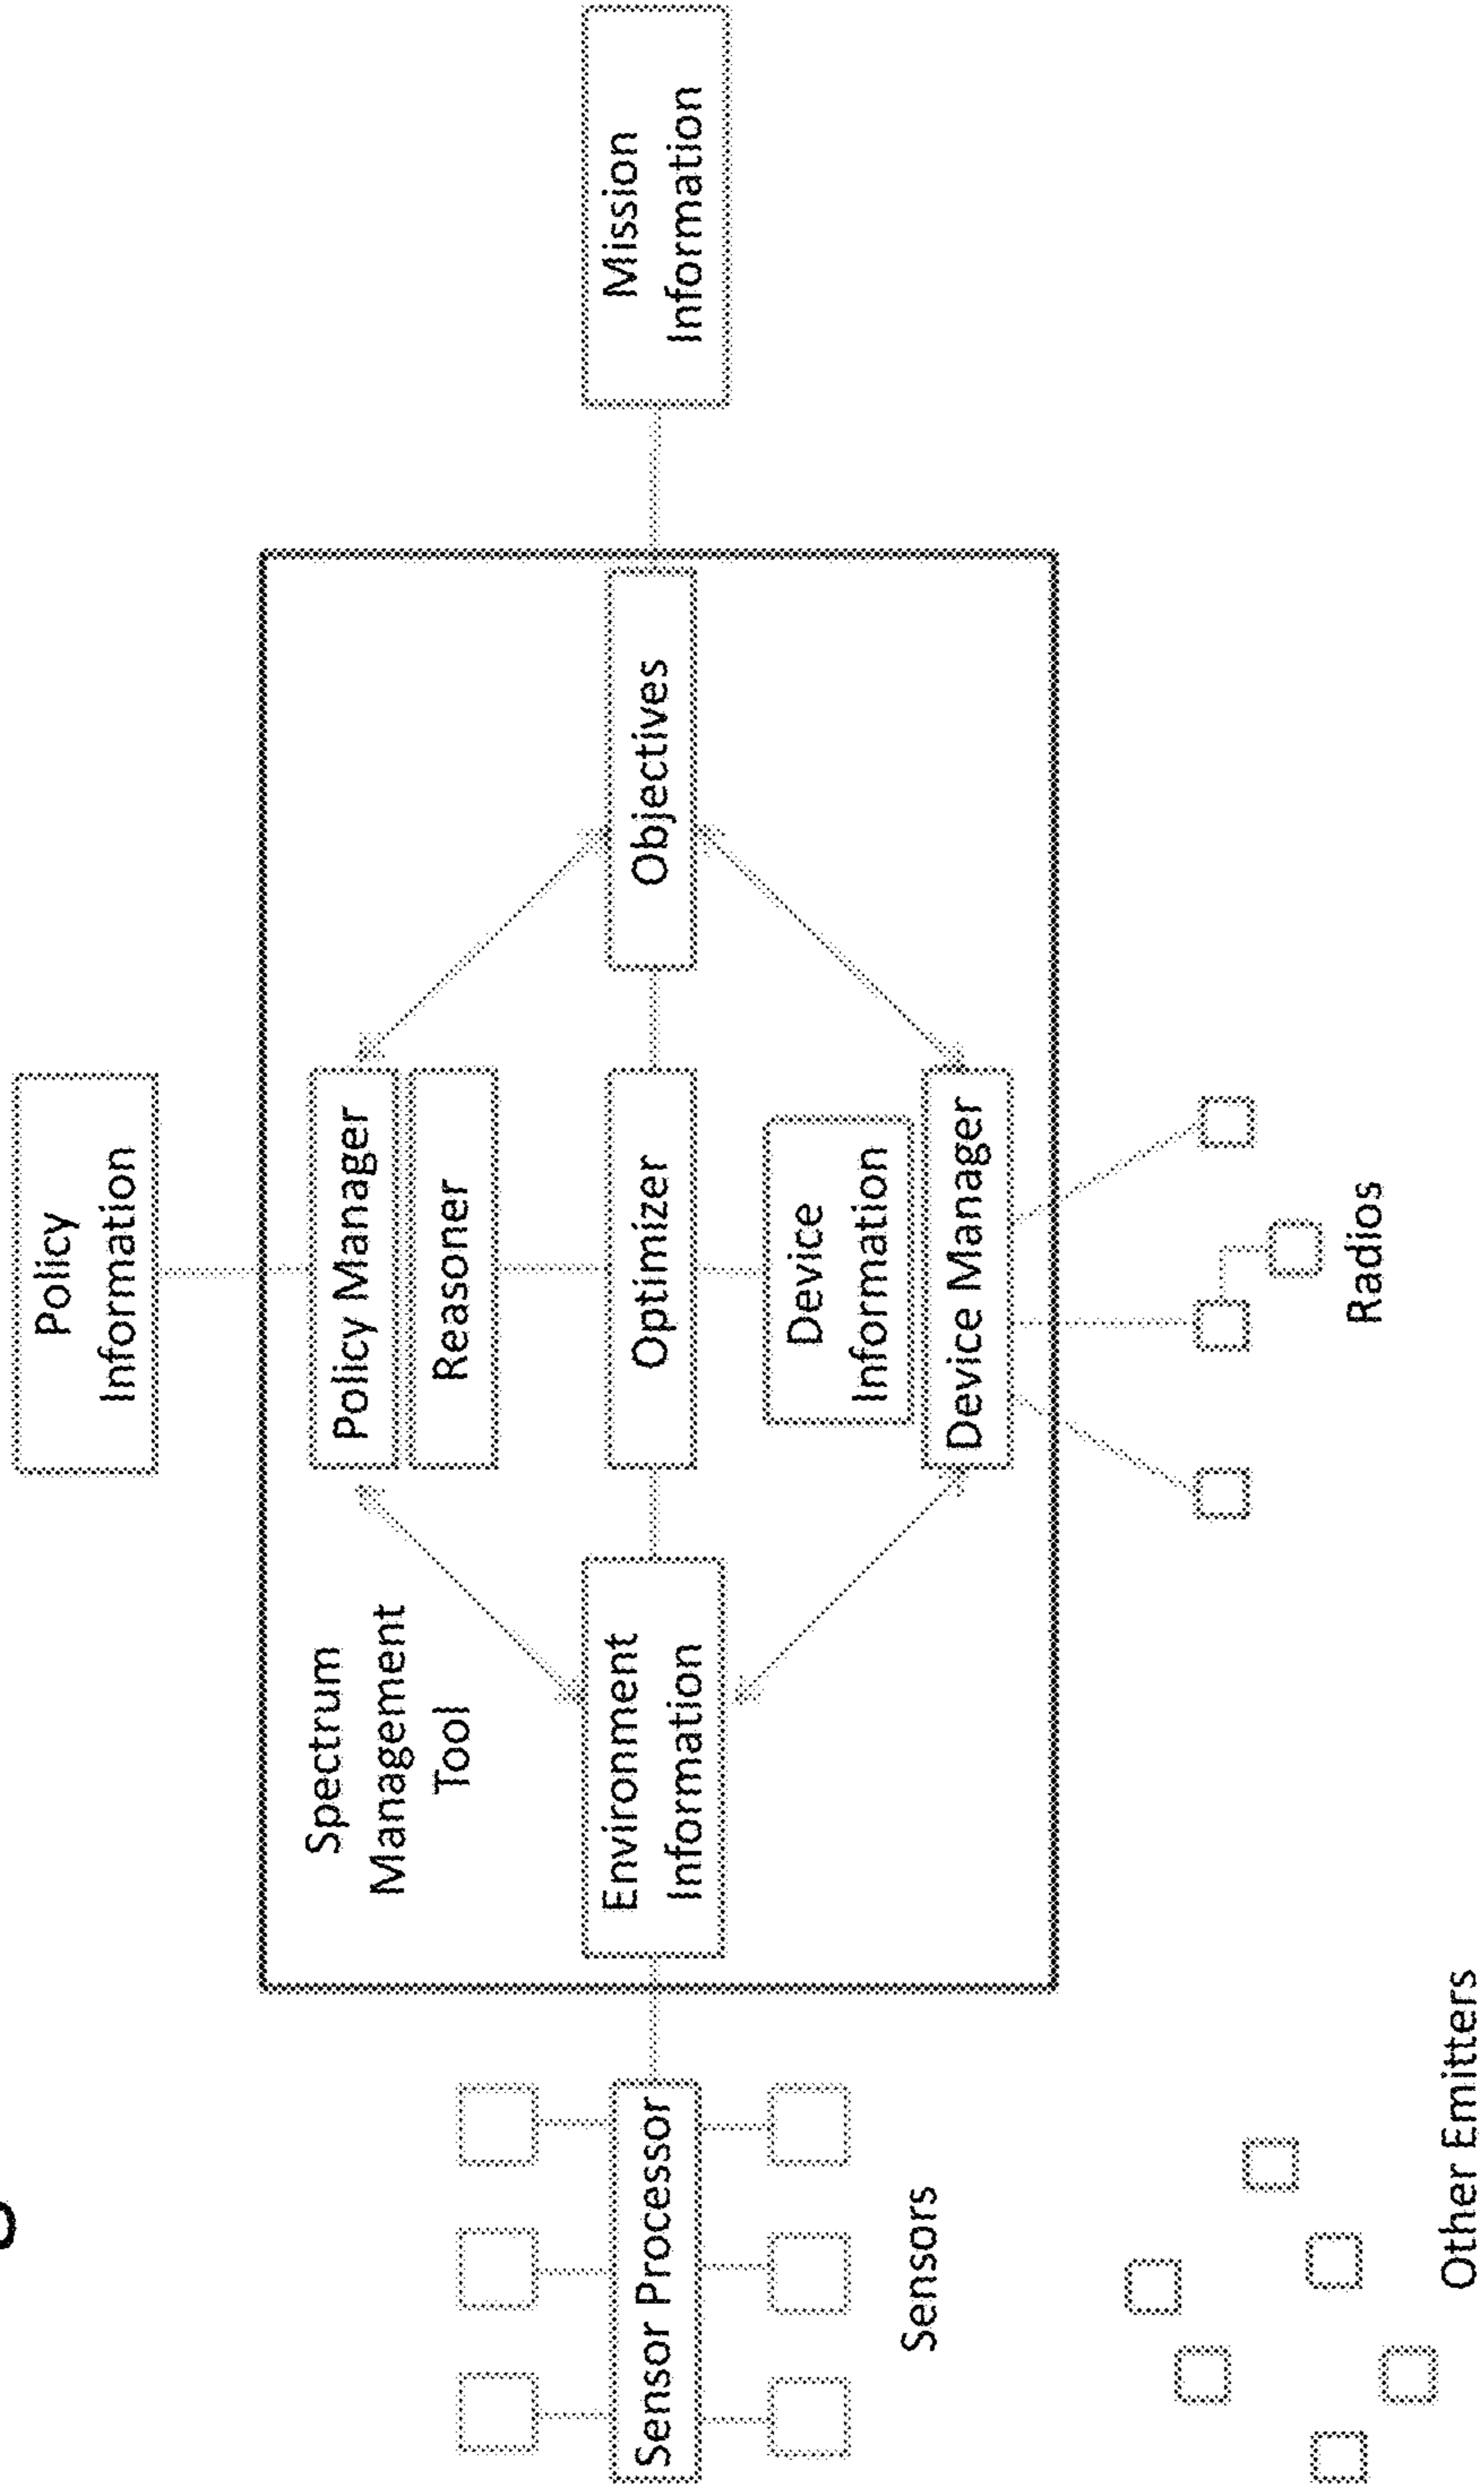 Policy
Information
Spectrum
Management
Tool
Policy Manager
Reasoner
Sensor Processor
Environment
Information
Optimizer
Objectives
Mission
Information
Device
Information
Device Manager
Sensors
Radios
Other Emitters